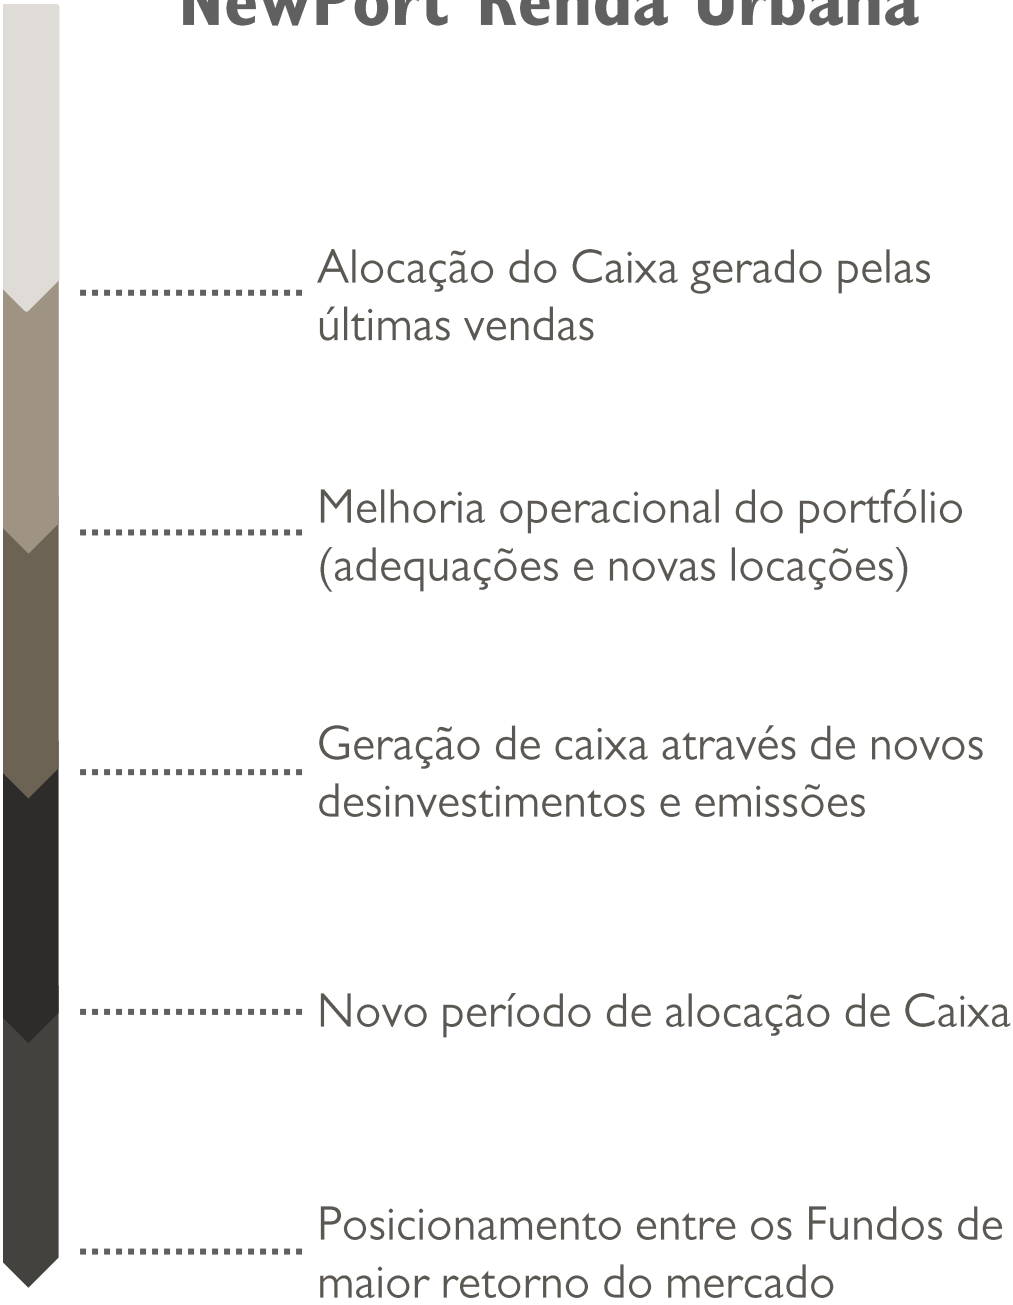 NewPort Renda Urbana
Alocação do Caixa gerado pelas
últimas vendas
Melhoria operacional do portfólio
(adequações e novas locações)
Geração de caixa através de novos
desinvestimentos e emissões
Novo período de alocação de Caixa
Posicionamento entre os Fundos de
maior retorno do mercado